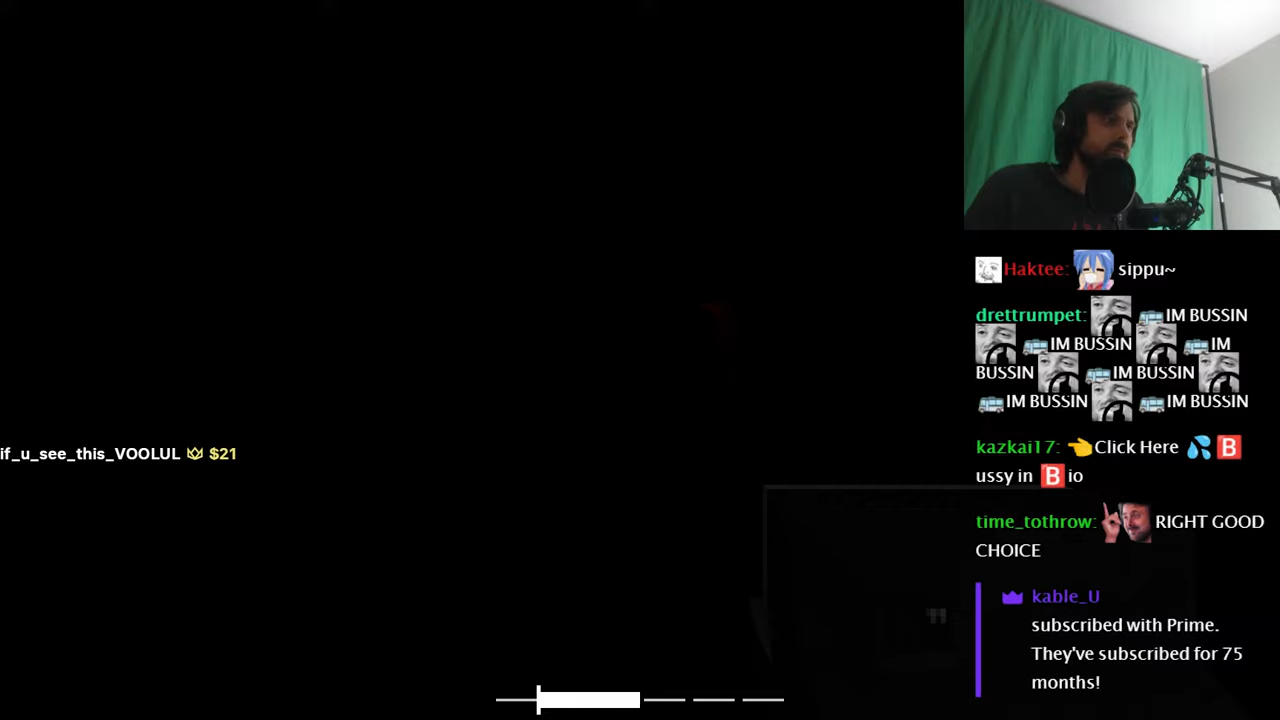 Haktee: sippu~
drettrumpet: IM BUSSIN
IM BUSSIN IM
BUSSIN IM BUSSIN
IM BUSSIN IM BUSSIN
kazkai17: Click Here B
ussy in B io
if_u_see_this_VOOLUL $21
time_tothrow: RIGHT GOOD
CHOICE
kable_U
subscribed with Prime.
They've subscribed for 75
months!